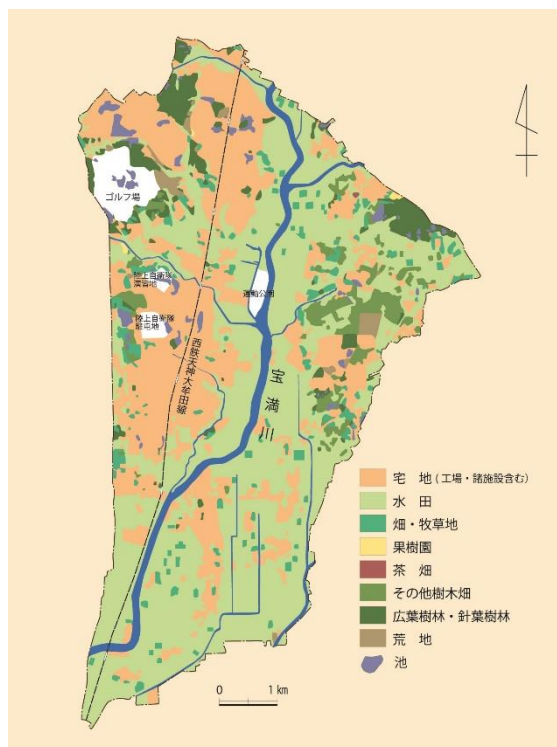 ゴルフ場
陸上自衛隊
演習地
運動公園
陸上自衛隊
駐屯地
西鉄天神大牟田線
宝満川
宅 地 ( 工場・諸施設含む)
水 田
畑・牧草地
果樹園
茶 畑
その他樹木畑
広葉樹林・針葉樹林
荒 地
池
0 1 km